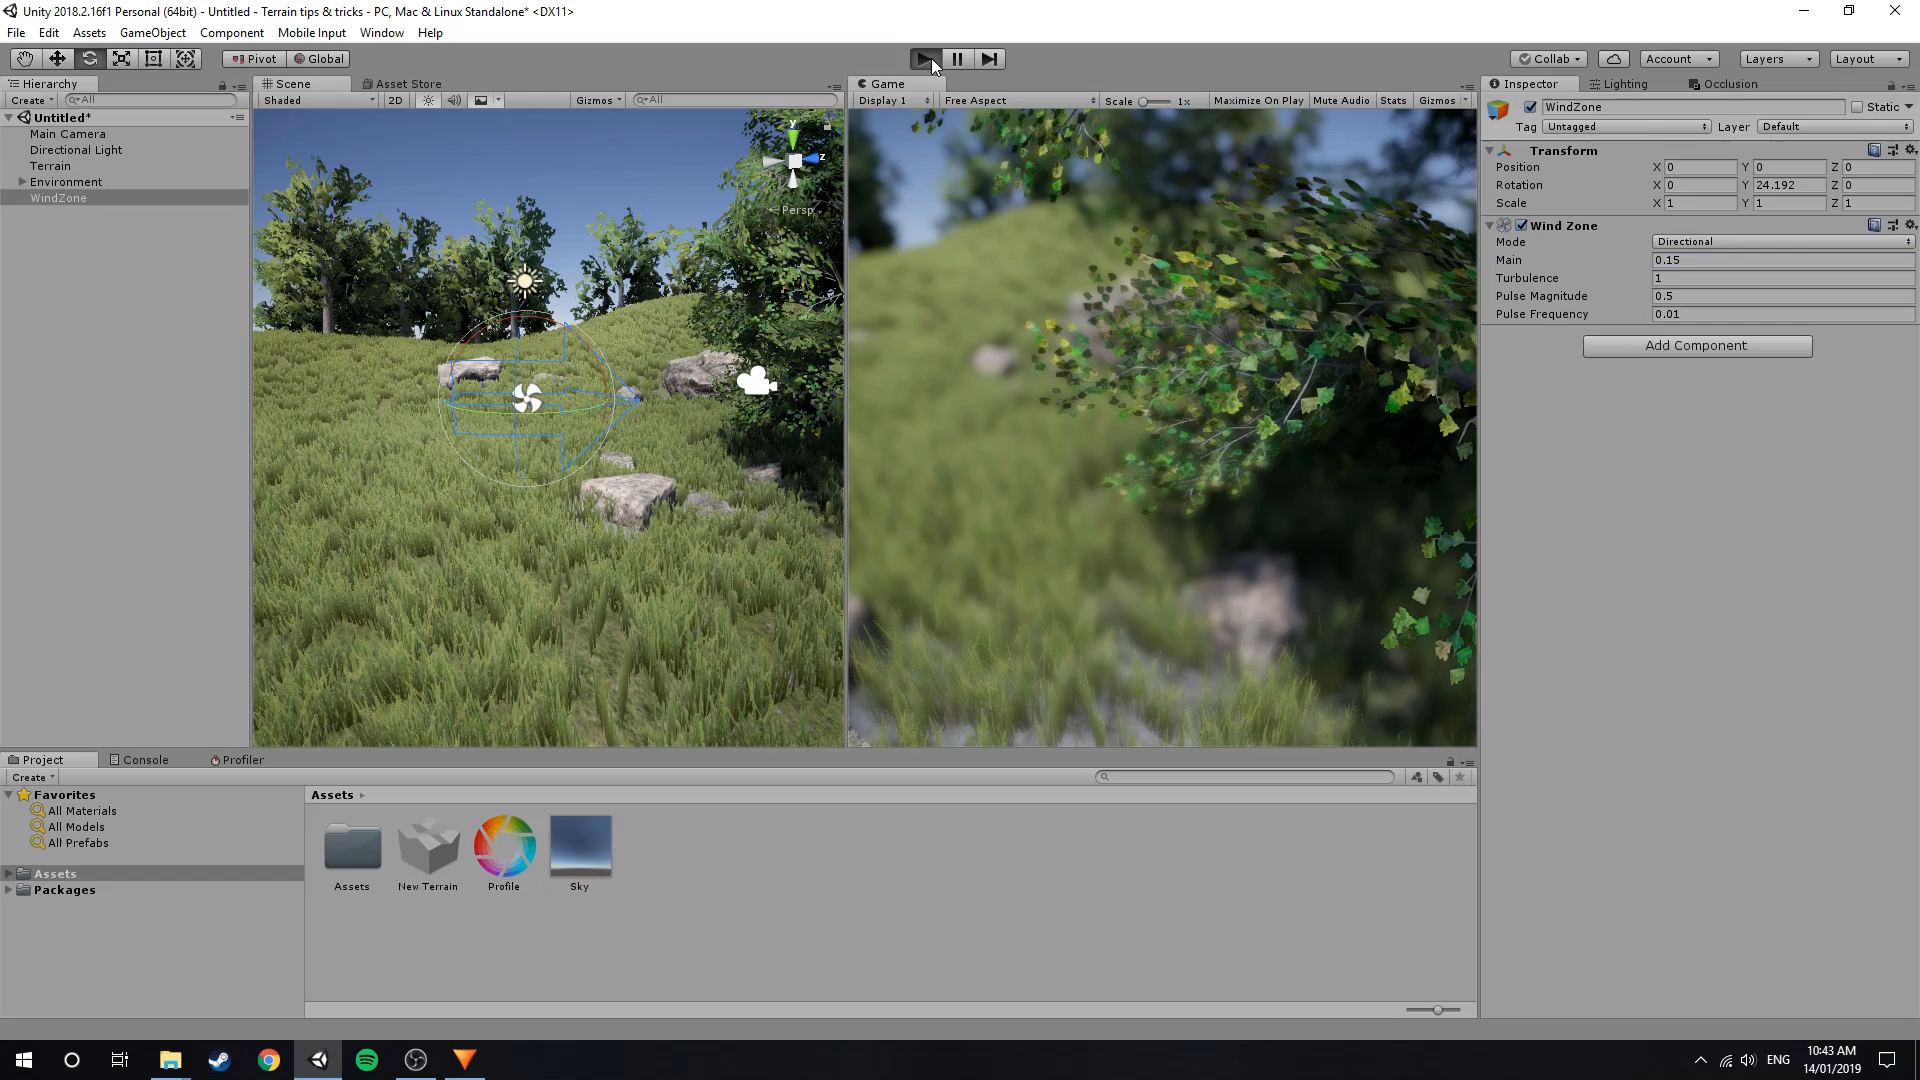 Unity 2018.2.16f1 Personal (64bit) - Untitled - Terrain tips & tricks - PC, Mac & Linux Standalone* <DX11>
File Edit Assets GameObject Component Mobile Input Window Help
Pivot Global Collab Account Layers Layout
Hierarchy
Create All
Untitled*
Main Camera
Directional Light
Terrain
Environment
WindZone
Scene Asset Store
Shaded 2D Gizmos All
y
z
Persp
Game
Display 1 Free Aspect Scale 1x Maximize On Play Mute Audio Stats Gizmos
Inspector Lighting Occlusion
WindZone Static
Tag Untagged Layer Default
Transform
Position X 0 Y 0 Z 0
Rotation X 0 Y 24.192 Z 0
Scale X 1 Y 1 Z 1
Wind Zone
Mode Directional
Main 0.15
Turbulence 1
Pulse Magnitude 0.5
Pulse Frequency 0.01
Add Component
Project Console Profiler
Create
Favorites
All Materials
All Models
All Prefabs
Assets
Packages
Assets
Assets New Terrain Profile Sky
ENG
10:43 AM
14/01/2019